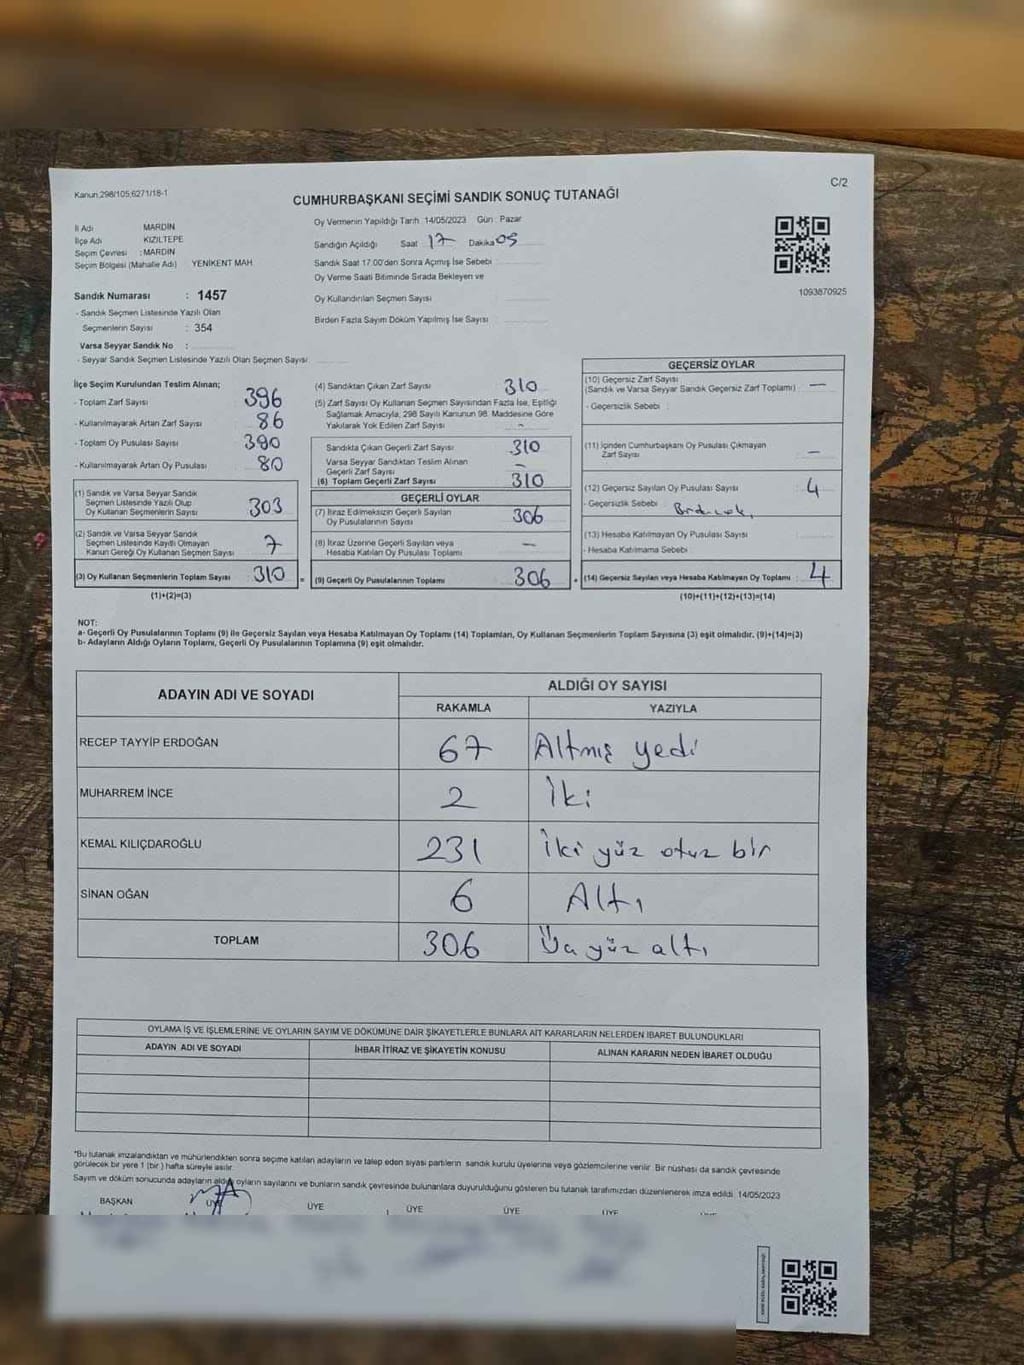 Kanun;298/105;6271/18-1
C/2
CUMHURBAŞKANI SEÇİMİ SANDIK SONUÇ TUTANAĞI
İl Adı MARDİN
İlçe Adı KIZILTEPE
Seçim Çevresi : MARDİN
Seçim Bölgesi (Mahalle Adı) YENİKENT MAH.
Sandık Numarası : 1457
- Sandık Seçmen Listesinde Yazılı Olan
Seçmenlerin Sayısı : 354
Varsa Seyyar Sandık No :
- Seyyar Sandık Seçmen Listesinde Yazılı Olan Seçmen Sayısı
Oy Vermenin Yapıldığı Tarih : 14/05/2023 Gün : Pazar
Sandığın Açıldığı Saat 17 Dakika 05
Sandık Saat 17.00'den Sonra Açılmış İse Sebebi
Oy Verme Saati Bitiminde Sırada Bekleyen ve
Oy Kullandırılan Seçmen Sayısı
Birden Fazla Sayım Döküm Yapılmış İse Sayısı
1093870925
İlçe Seçim Kurulundan Teslim Alınan;
- Toplam Zarf Sayısı 396
- Kullanılmayarak Artan Zarf Sayısı 86
- Toplam Oy Pusulası Sayısı 390
- Kullanılmayarak Artan Oy Pusulası 80
(1) Sandık ve Varsa Seyyar Sandık
Seçmen Listesinde Yazılı Olup
Oy Kullanan Seçmenlerin Sayısı 303
(2) Sandık ve Varsa Seyyar Sandık
Seçmen Listesinde Kaydı Olmayan
Kanun Gereği Oy Kullanan Seçmen Sayısı 7
(3) Oy Kullanan Seçmenlerin Toplam Sayısı 310 =
(1)+(2)=(3)
(4) Sandıktan Çıkan Zarf Sayısı 310
(5) Zarf Sayısı Oy Kullanan Seçmen Sayısından Fazla İse, Eşitliği
Sağlamak Amacıyla, 298 Sayılı Kanunun 98. Maddesine Göre
Yakılarak Yok Edilen Zarf Sayısı -
Sandıkta Çıkan Geçerli Zarf Sayısı 310
Varsa Seyyar Sandıktan Teslim Alınan
Geçerli Zarf Sayısı -
(6) Toplam Geçerli Zarf Sayısı 310
GEÇERLİ OYLAR
(7) İtiraz Edilmeksizin Geçerli Sayılan
Oy Pusulalarının Sayısı 306
(8) İtiraz Üzerine Geçerli Sayılan veya
Hesaba Katılan Oy Pusulası Toplamı -
(9) Geçerli Oy Pusulalarının Toplamı 306 +
GEÇERSİZ OYLAR
(10) Geçersiz Zarf Sayısı
(Sandık ve Varsa Seyyar Sandık Geçersiz Zarf Toplamı) -
- Geçersizlik Sebebi :
(11) İçinden Cumhurbaşkanı Oy Pusulası Çıkmayan
Zarf Sayısı -
(12) Geçersiz Sayılan Oy Pusulası Sayısı 4
- Geçersizlik Sebebi
(13) Hesaba Katılmayan Oy Pusulası Sayısı
- Hesaba Katılmama Sebebi
(14) Geçersiz Sayılan veya Hesaba Katılmayan Oy Toplamı 4
(10)+(11)+(12)+(13)=(14)
NOT:
a- Geçerli Oy Pusulalarının Toplamı (9) ile Geçersiz Sayılan veya Hesaba Katılmayan Oy Toplamı (14) Toplamları, Oy Kullanan Seçmenlerin Toplam Sayısına (3) eşit olmalıdır. (9)+(14)=(3)
b- Adayların Aldığı Oyların Toplamı, Geçerli Oy Pusulalarının Toplamına (9) eşit olmalıdır.
ADAYIN ADI VE SOYADI
ALDIĞI OY SAYISI
RAKAMLA YAZIYLA
RECEP TAYYİP ERDOĞAN 67 Altmış yedi
MUHARREM İNCE 2 İki
KEMAL KILIÇDAROĞLU 231 İki yüz otuz bir
SİNAN OĞAN 6 Altı
TOPLAM 306 Üç yüz altı
OYLAMA İŞ VE İŞLEMLERİNE VE OYLARIN SAYIM VE DÖKÜMÜNE DAİR ŞİKAYETLERLE BUNLARA AİT KARARLARIN NELERDEN İBARET BULUNDUKLARI
ADAYIN ADI VE SOYADI İHBAR İTİRAZ VE ŞİKAYETİN KONUSU ALINAN KARARIN NEDEN İBARET OLDUĞU
*Bu tutanak imzalandıktan ve mühürlendikten sonra seçime katılan adayların ve talep eden siyasi partilerin sandık kurulu üyelerine veya gözlemcilerine verilir. Bir nüshası da sandık çevresinde
görülecek bir yere 1 (bir ) hafta süreyle asılır.
Sayım ve döküm sonucunda adayların aldığı oyların sayılarını ve bunların sandık çevresinde bulunanlara duyurulduğunu gösteren bu tutanak tarafımızdan düzenlenerek imza edildi. 14/05/2023
BAŞKAN ÜYE ÜYE ÜYE ÜYE ÜYE